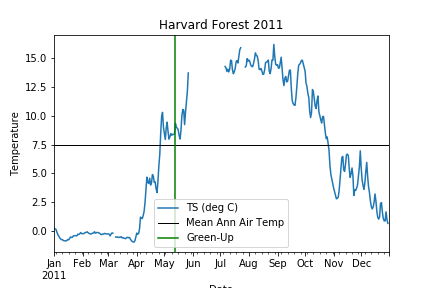 Harvard Forest 2011
Temperature
15.0
12.5
10.0
7.5
5.0
2.5
0.0
TS (deg C)
Mean Ann Air Temp
Green-Up
Jan Feb Mar Apr May Jun Jul Aug Sep Oct Nov Dec
2011
Date